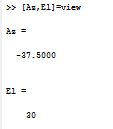 >> [Az,El]=view
Az =
-37.5000
El =
30